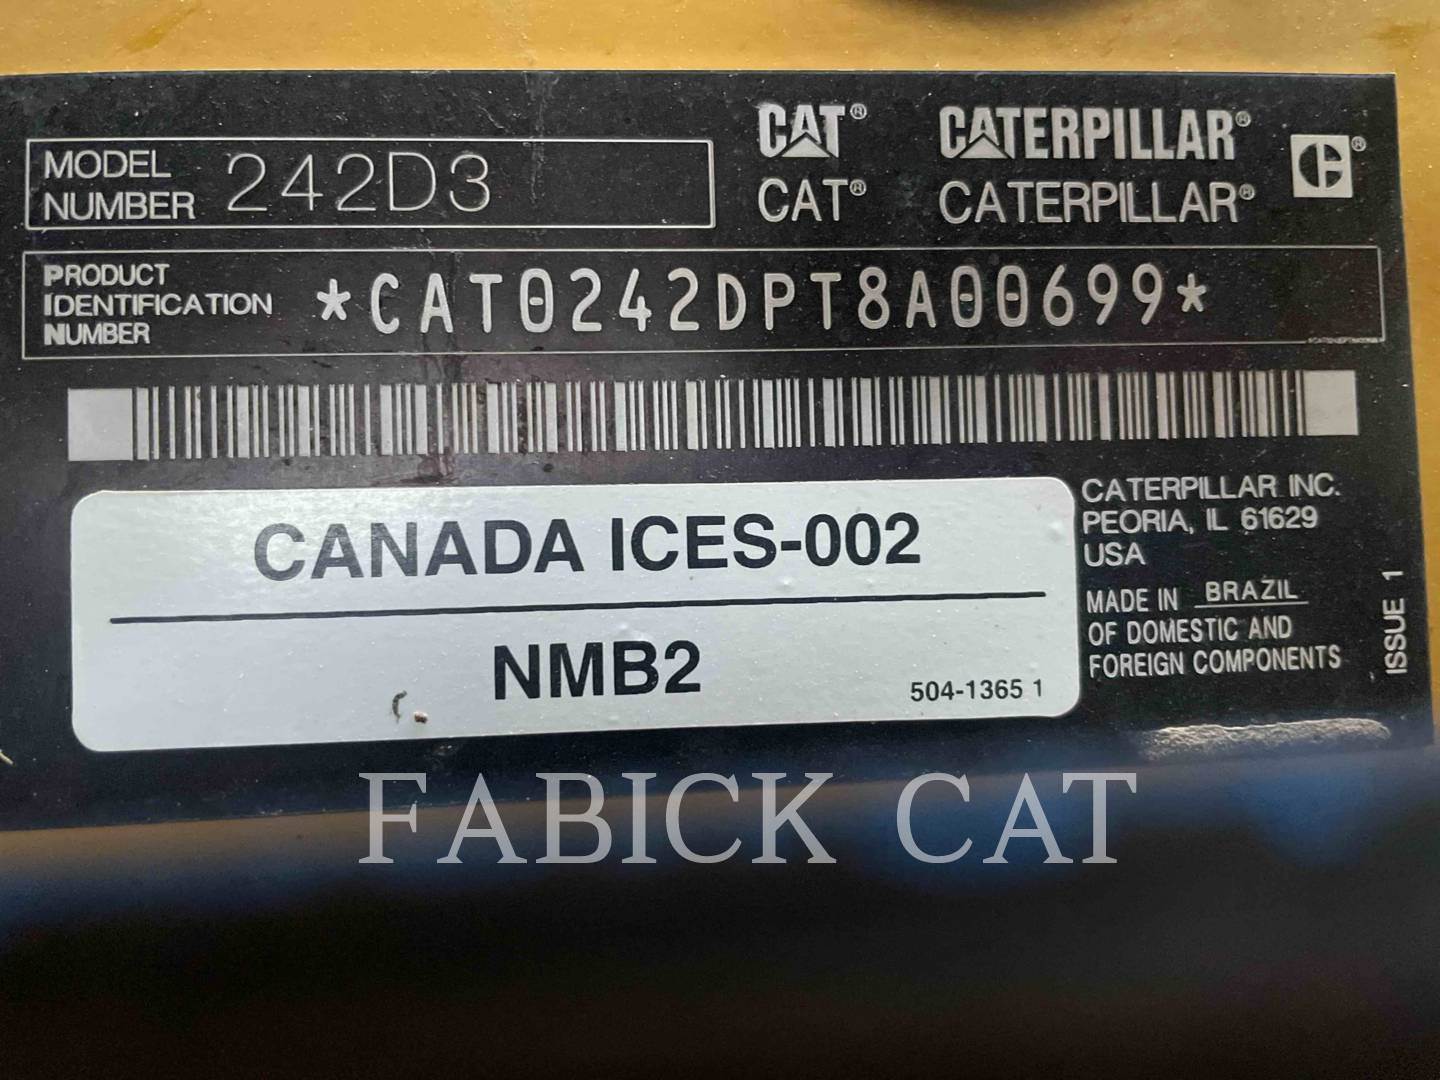 CAT® CATERPILLAR®
CAT® CATERPILLAR®
MODEL
NUMBER 242D3
PRODUCT
IDENTIFICATION
NUMBER
*CAT0242DPT8A00699*
CANADA ICES-002
NMB2
504-1365 1
CATERPILLAR INC.
PEORIA, IL 61629
USA
MADE IN BRAZIL
OF DOMESTIC AND
FOREIGN COMPONENTS
ISSUE 1
FABICK CAT